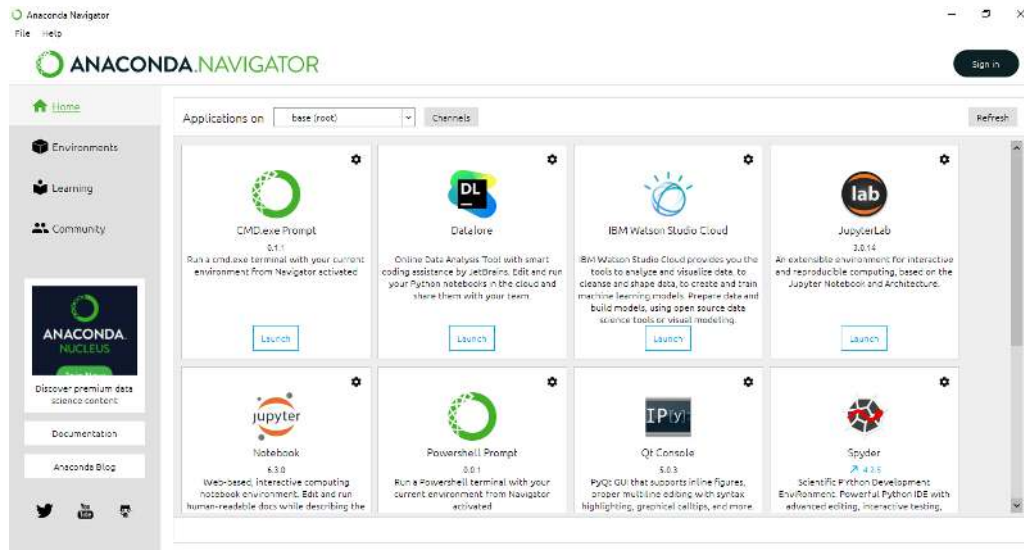 Anaconda Navigator
File Help
ANACONDA.NAVIGATOR
Sign in
Home
Environments
Learning
Community
ANACONDA.
NUCLEUS
Join Now
Discover premium data
science content
Documentation
Anaconda Blog
You
Tube
Applications on base (root) Channels Refresh
CMD.exe Prompt
0.1.1
Run a cmd.exe terminal with your current
environment from Navigator activated
Launch
DL
Datalore
Online Data Analysis Tool with smart
coding assistance by JetBrains. Edit and run
your Python notebooks in the cloud and
share them with your team.
Launch
IBM Watson Studio Cloud
IBM Watson Studio Cloud provides you the
tools to analyze and visualize data, to
cleanse and shape data, to create and train
machine learning models. Prepare data and
build models, using open source data
science tools or visual modeling.
Launch
lab
JupyterLab
3.0.14
An extensible environment for interactive
and reproducible computing, based on the
Jupyter Notebook and Architecture.
Launch
jupyter
Notebook
6.3.0
Web-based, interactive computing
notebook environment. Edit and run
human-readable docs while describing the
Powershell Prompt
0.0.1
Run a Powershell terminal with your
current environment from Navigator
activated
IP[y]
Qt Console
5.0.3
PyQt GUI that supports inline figures,
proper multiline editing with syntax
highlighting, graphical calltips, and more.
Spyder
4.2.5
Scientific PYthon Development
EnviRonment. Powerful Python IDE with
advanced editing, interactive testing,